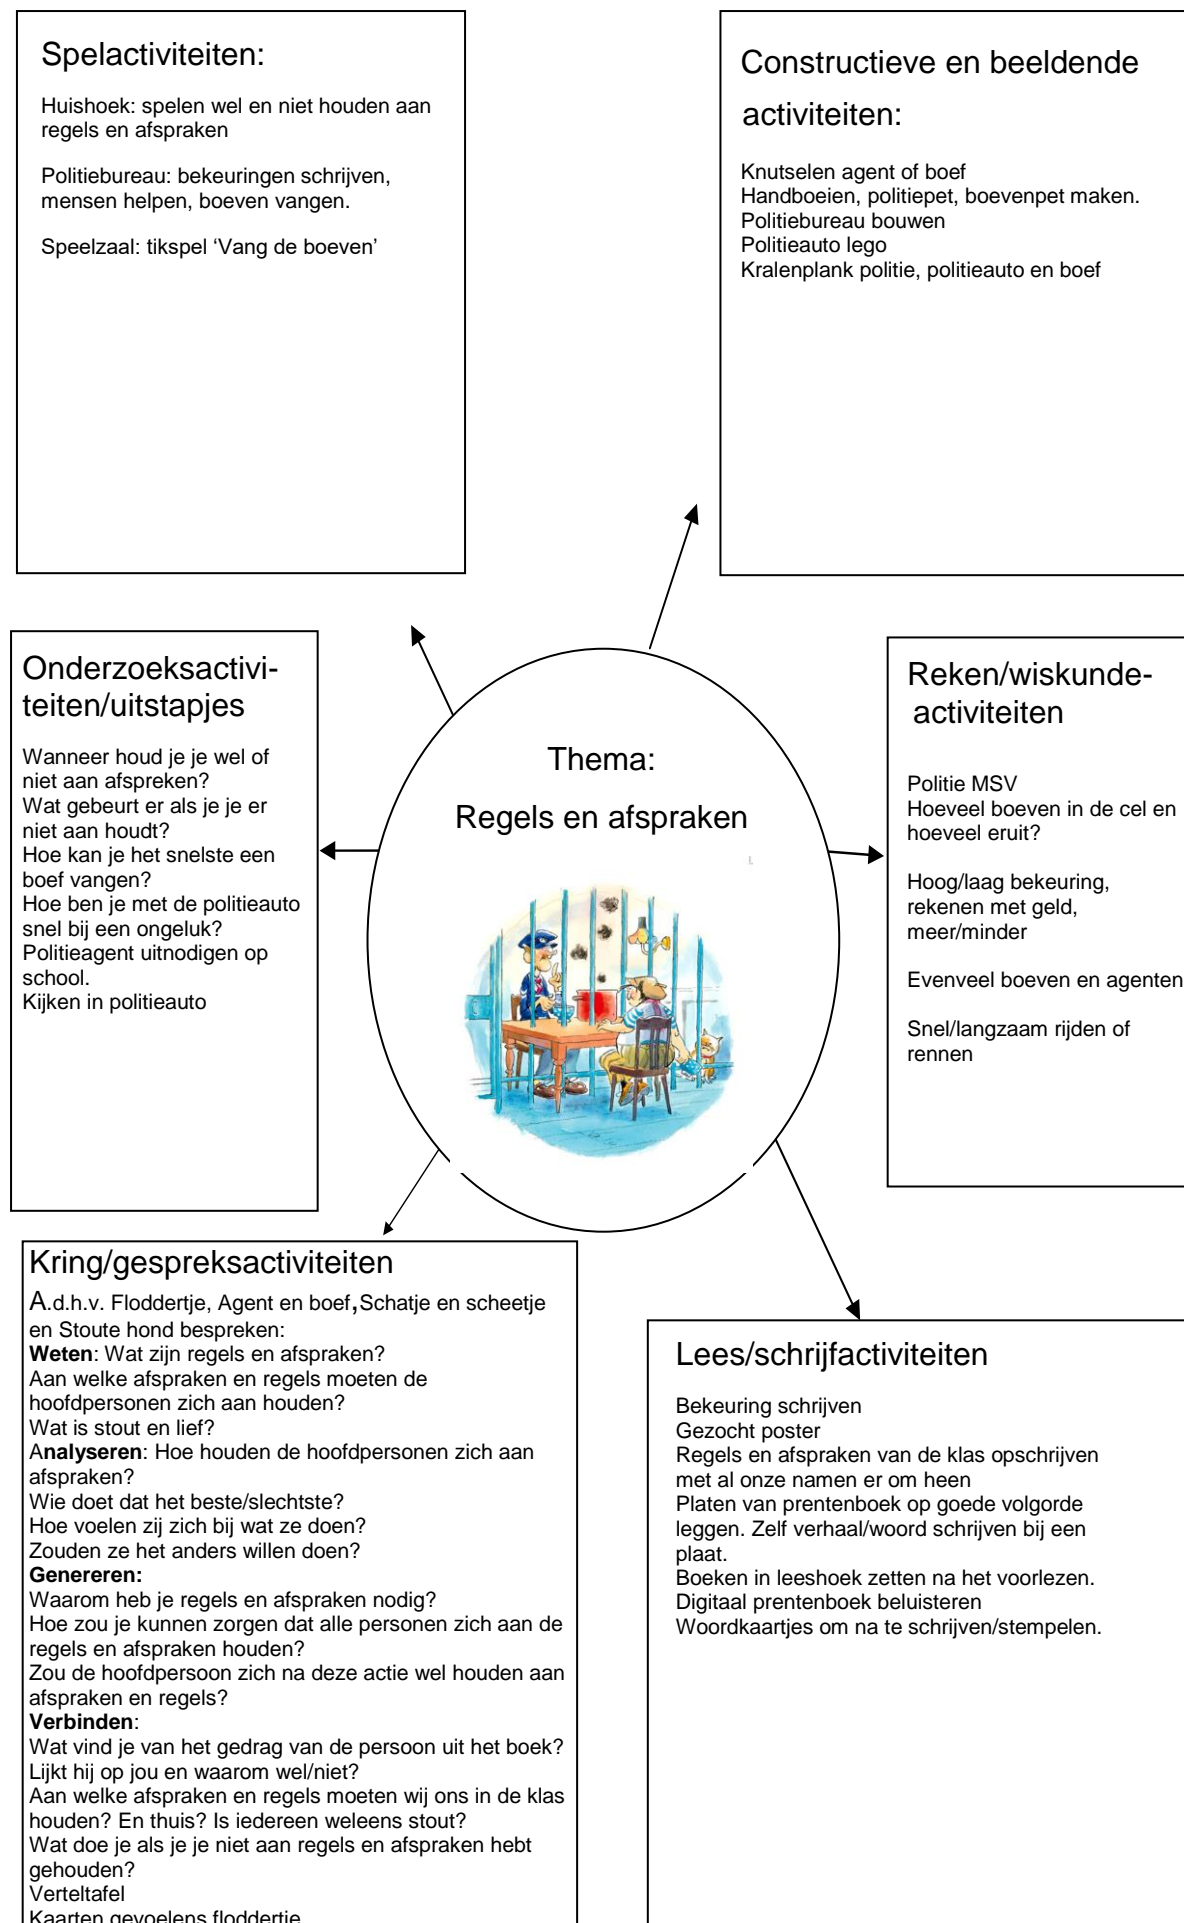 Spelactiviteiten:
Huishoek: spelen wel en niet houden aan
regels en afspraken
Politiebureau: bekeuringen schrijven,
mensen helpen, boeven vangen.
Speelzaal: tikspel ‘Vang de boeven’
Constructieve en beeldende
activiteiten:
Knutselen agent of boef
Handboeien, politiepet, boevenpet maken.
Politiebureau bouwen
Politieauto lego
Kralenplank politie, politieauto en boef
Onderzoeksactivi-
teiten/uitstapjes
Wanneer houd je je wel of
niet aan afspreken?
Wat gebeurt er als je je er
niet aan houdt?
Hoe kan je het snelste een
boef vangen?
Hoe ben je met de politieauto
snel bij een ongeluk?
Politieagent uitnodigen op
school.
Kijken in politieauto
Thema:
Regels en afspraken
Reken/wiskunde-
activiteiten
Politie MSV
Hoeveel boeven in de cel en
hoeveel eruit?
Hoog/laag bekeuring,
rekenen met geld,
meer/minder
Evenveel boeven en agenten
Snel/langzaam rijden of
rennen
Kring/gespreksactiviteiten
A.d.h.v. Floddertje, Agent en boef,Schatje en scheetje
en Stoute hond bespreken:
Weten: Wat zijn regels en afspraken?
Aan welke afspraken en regels moeten de
hoofdpersonen zich aan houden?
Wat is stout en lief?
Analyseren: Hoe houden de hoofdpersonen zich aan
afspraken?
Wie doet dat het beste/slechtste?
Hoe voelen zij zich bij wat ze doen?
Zouden ze het anders willen doen?
Genereren:
Waarom heb je regels en afspraken nodig?
Hoe zou je kunnen zorgen dat alle personen zich aan de
regels en afspraken houden?
Zou de hoofdpersoon zich na deze actie wel houden aan
afspraken en regels?
Verbinden:
Wat vind je van het gedrag van de persoon uit het boek?
Lijkt hij op jou en waarom wel/niet?
Aan welke afspraken en regels moeten wij ons in de klas
houden? En thuis? Is iedereen weleens stout?
Wat doe je als je je niet aan regels en afspraken hebt
gehouden?
Verteltafel
Kaarten gevoelens floddertje
Lees/schrijfactiviteiten
Bekeuring schrijven
Gezocht poster
Regels en afspraken van de klas opschrijven
met al onze namen er om heen
Platen van prentenboek op goede volgorde
leggen. Zelf verhaal/woord schrijven bij een
plaat.
Boeken in leeshoek zetten na het voorlezen.
Digitaal prentenboek beluisteren
Woordkaartjes om na te schrijven/stempelen.